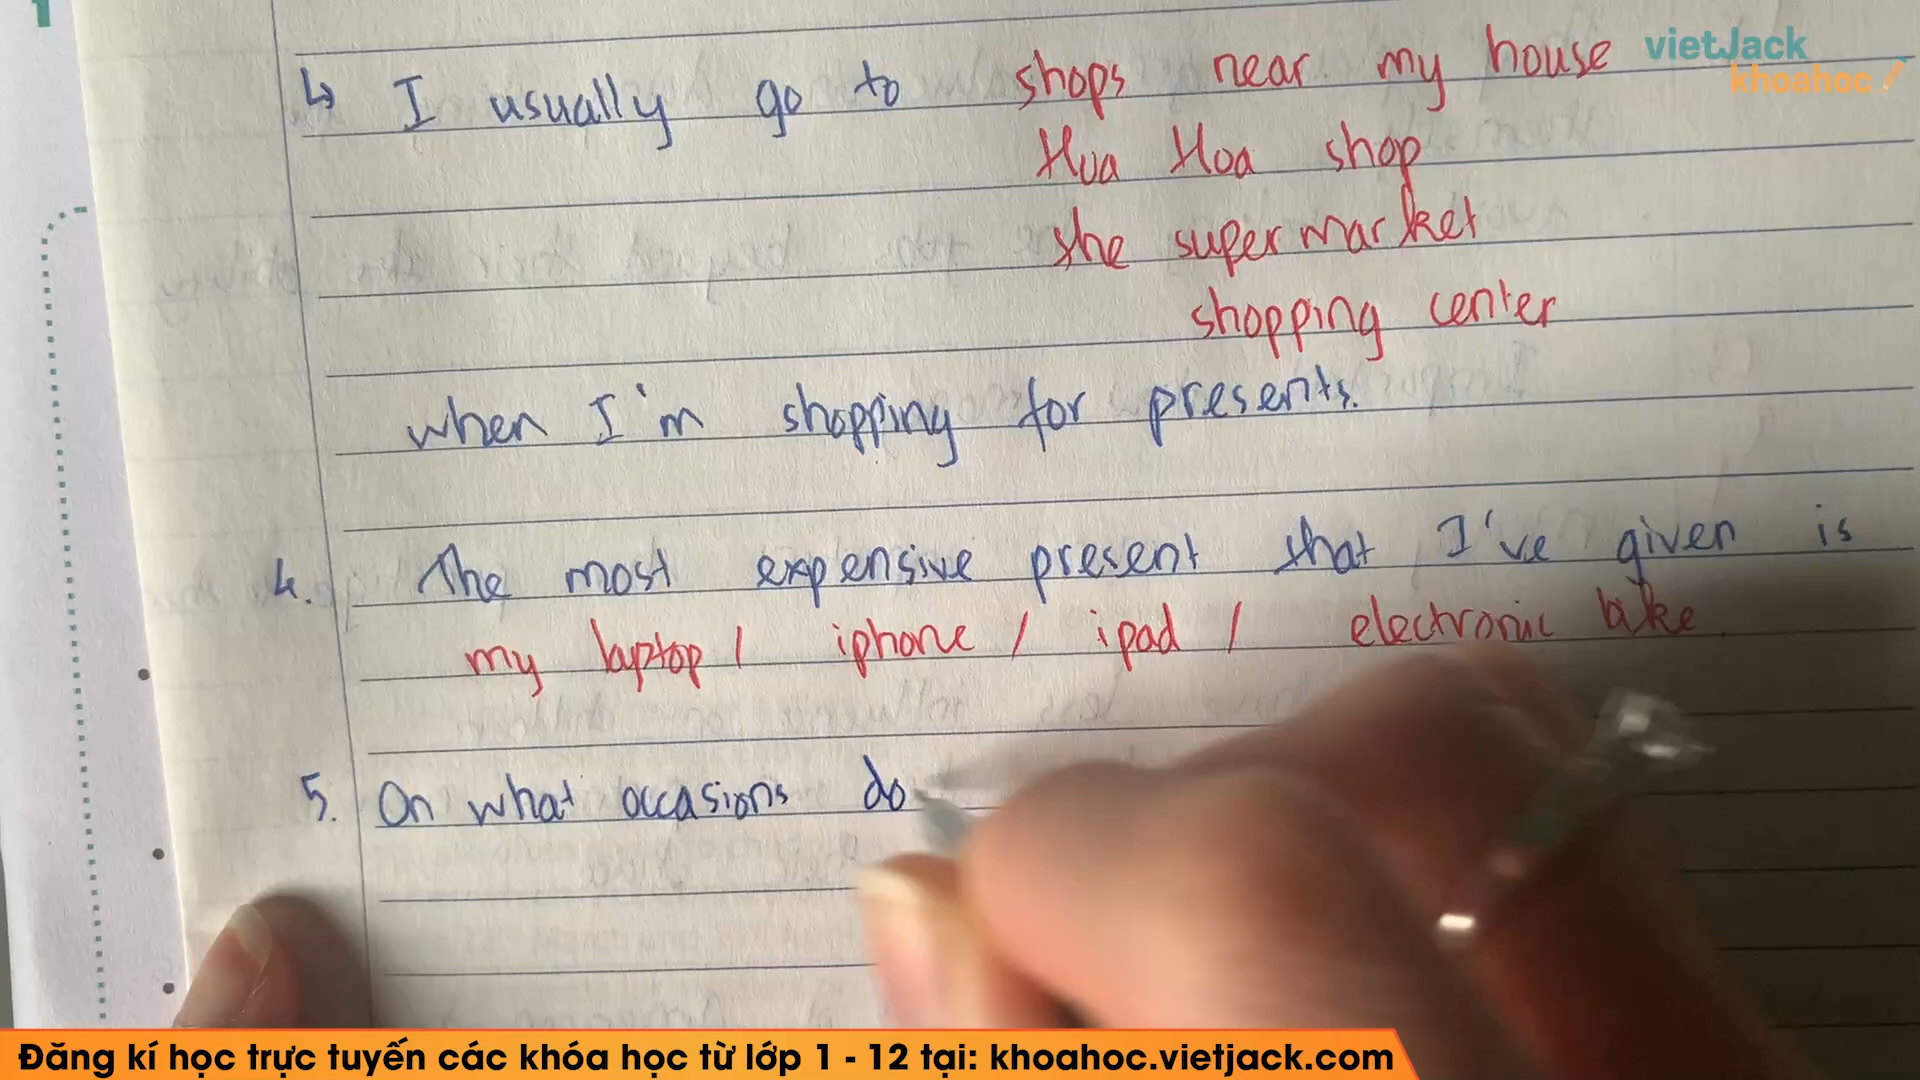 ↳ I usually go to shops near my house
Hua Hoa shop
the supermarket
shopping center
when I'm shopping for presents.
4. The most expensive present that I've given is
my laptop / iphone / ipad / electronic bike
5. On what occasions do
vietJack
khoahoc!
Đăng kí học trực tuyến các khóa học từ lớp 1 - 12 tại: khoahoc.vietjack.com